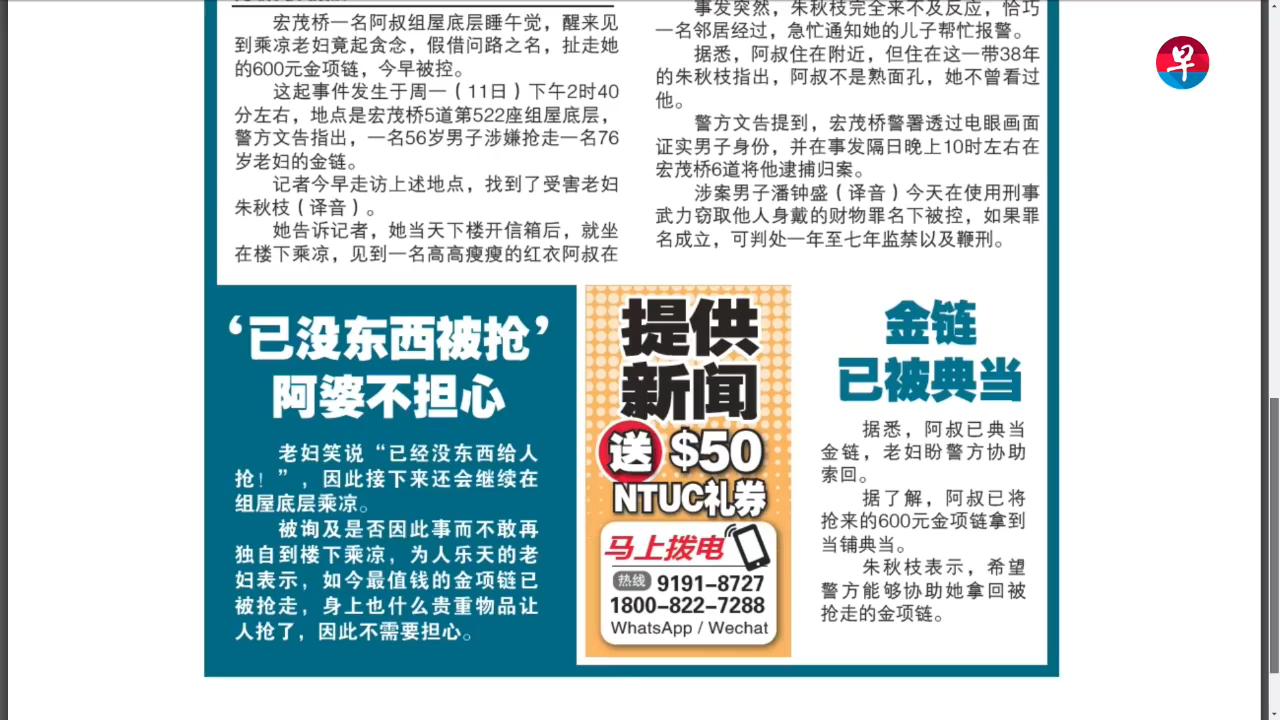 宏茂桥一名阿叔组屋底层睡午觉，醒来见
到乘凉老妇竟起贪念，假借问路之名，扯走她
的600元金项链，今早被控。
这起事件发生于周一（11日）下午2时40
分左右，地点是宏茂桥5道第522座组屋底层，
警方文告指出，一名56岁男子涉嫌抢走一名76
岁老妇的金链。
记者今早走访上述地点，找到了受害老妇
朱秋枝（译音）。
她告诉记者，她当天下楼开信箱后，就坐
在楼下乘凉，见到一名高高瘦瘦的红衣阿叔在
事发突然，朱秋枝完全来不及反应，恰巧
一名邻居经过，急忙通知她的儿子帮忙报警。
据悉，阿叔住在附近，但住在这一带38年
的朱秋枝指出，阿叔不是熟面孔，她不曾看过
他。
警方文告提到，宏茂桥警署透过电眼画面
证实男子身份，并在事发隔日晚上10时左右在
宏茂桥6道将他逮捕归案。
涉案男子潘钟盛（译音）今天在使用刑事
武力窃取他人身戴的财物罪名下被控，如果罪
名成立，可判处一年至七年监禁以及鞭刑。
早
‘已没东西被抢’
阿婆不担心
老妇笑说“已经没东西给人
抢！”，因此接下来还会继续在
组屋底层乘凉。
被询及是否因此事而不敢再
独自到楼下乘凉，为人乐天的老
妇表示，如今最值钱的金项链已
被抢走，身上也什么贵重物品让
人抢了，因此不需要担心。
提供
新闻
送 $50
NTUC礼券
马上拨电
热线 9191-8727
1800-822-7288
WhatsApp / Wechat
金链
已被典当
据悉，阿叔已典当
金链，老妇盼警方协助
索回。
据了解，阿叔已将
抢来的600元金项链拿到
当铺典当。
朱秋枝表示，希望
警方能够协助她拿回被
抢走的金项链。